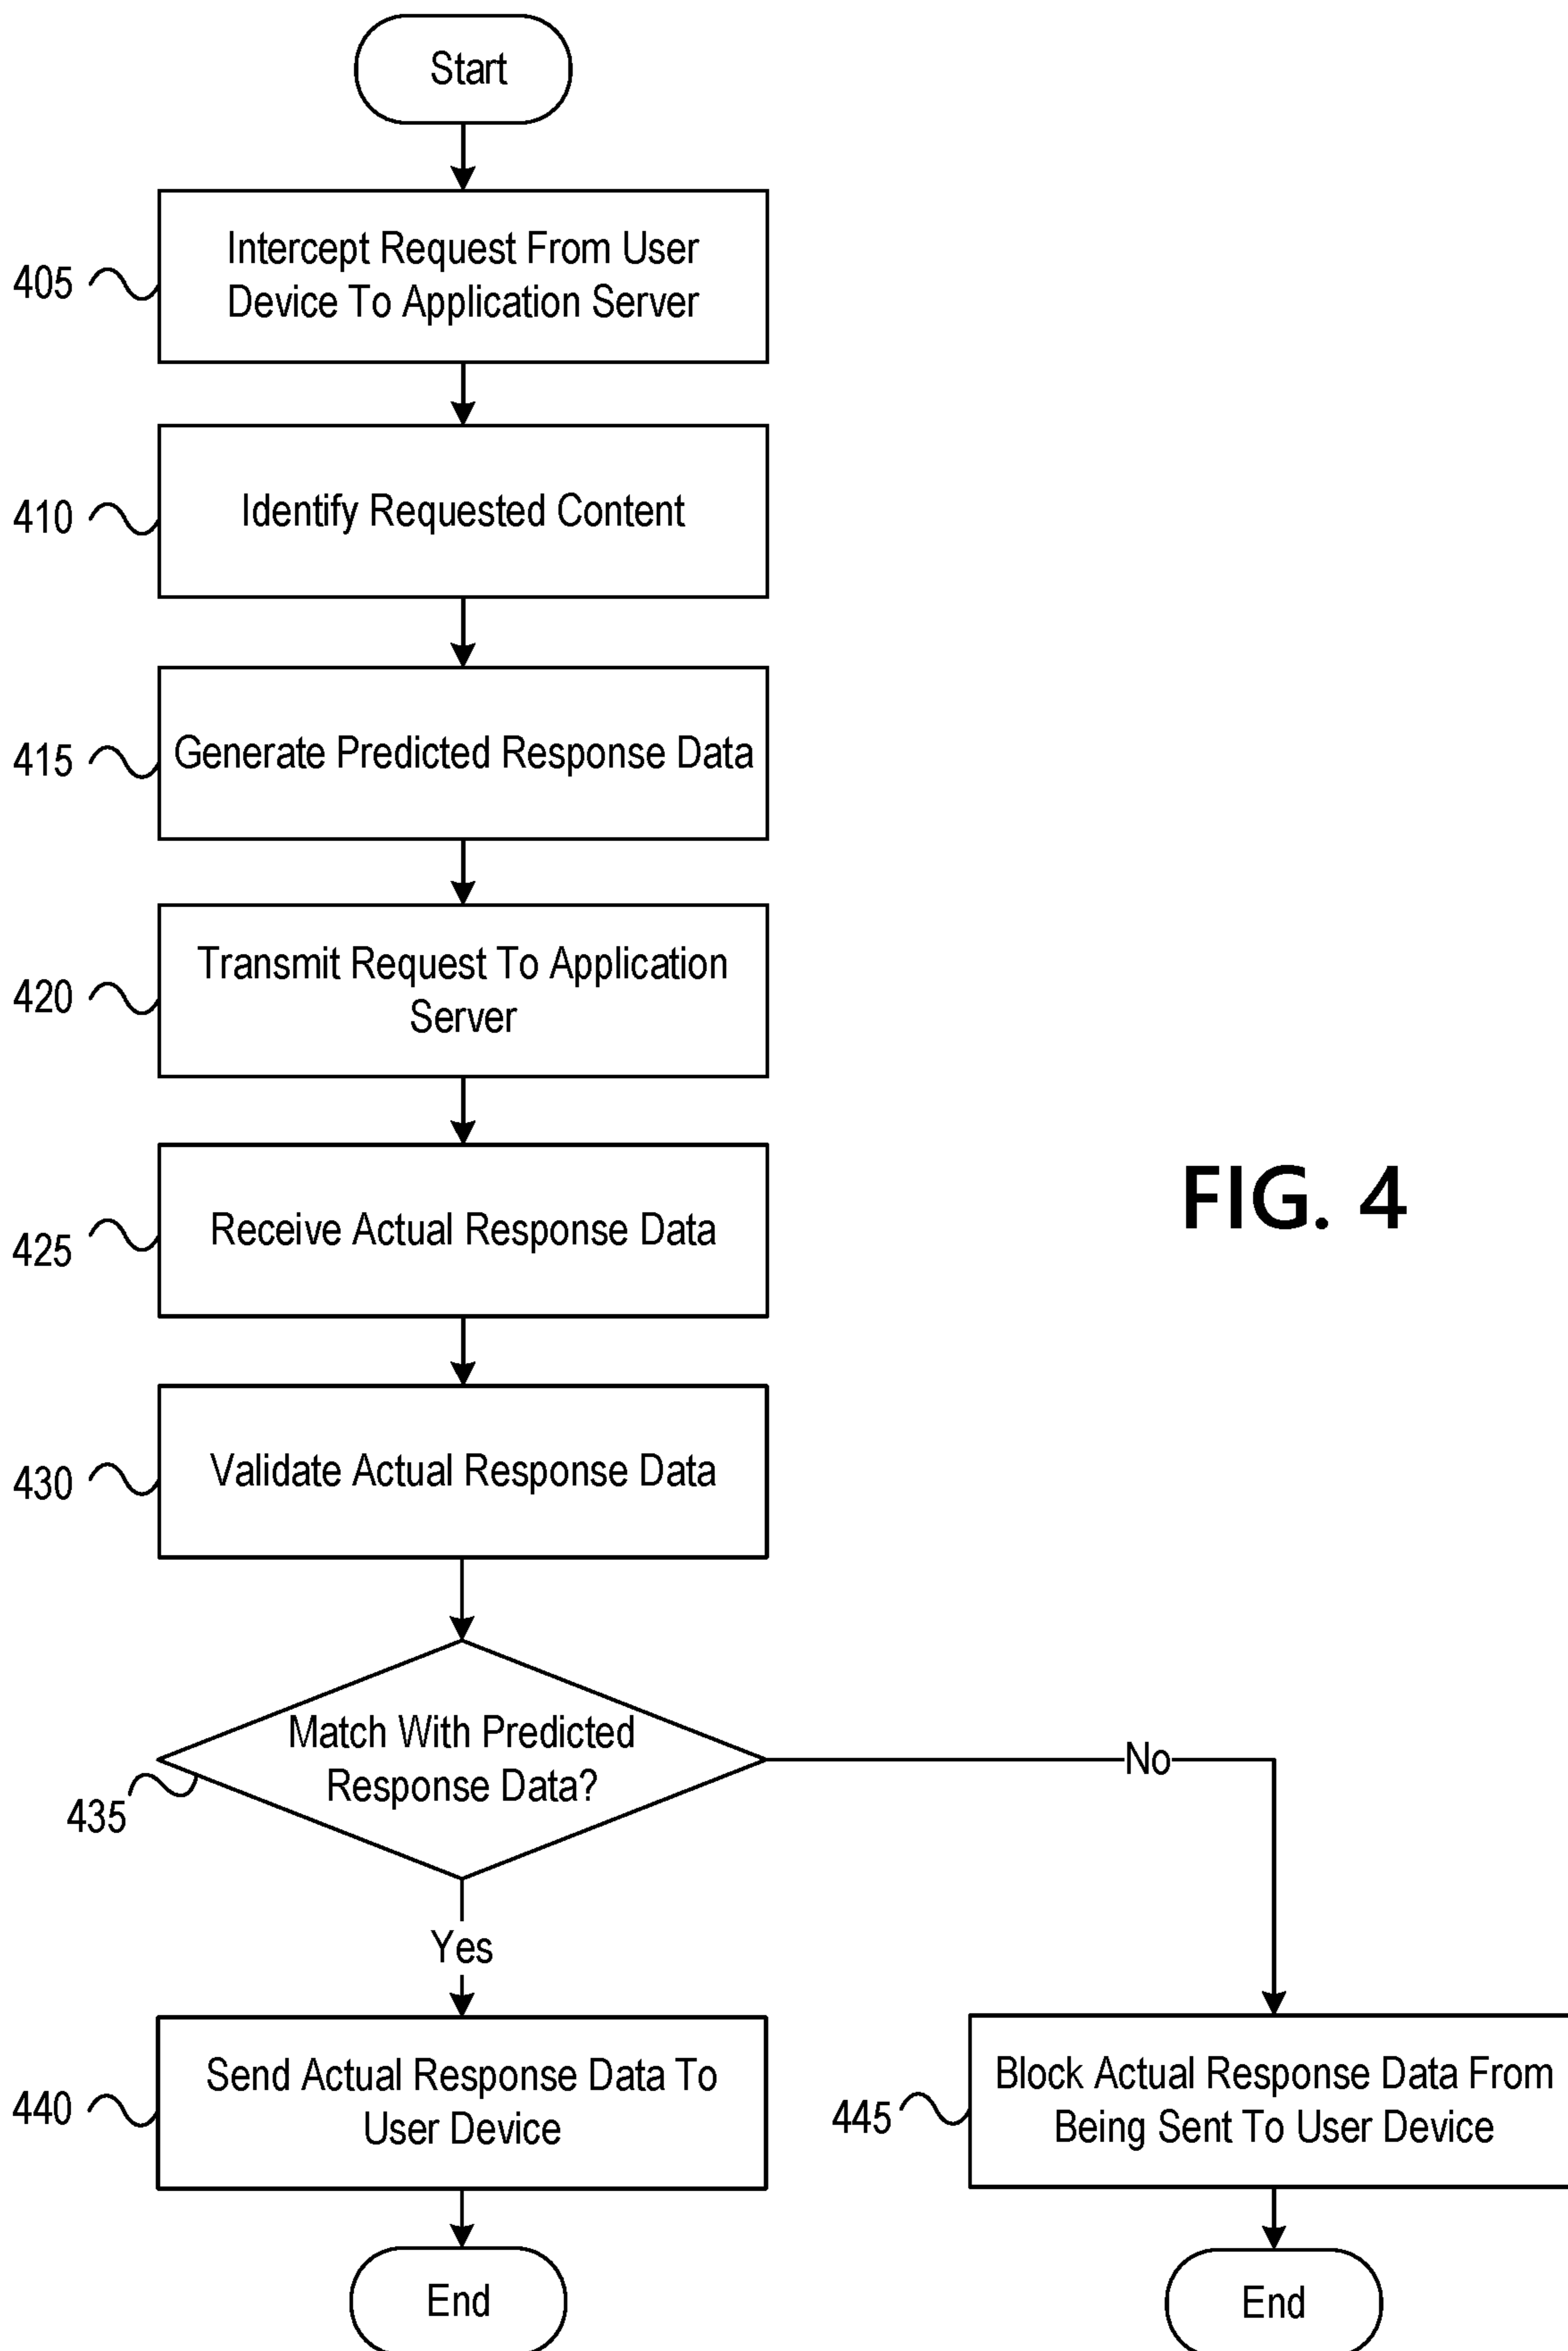 Start
405
Intercept Request From User
Device To Application Server
410
Identify Requested Content
415
Generate Predicted Response Data
420
Transmit Request To Application
Server
425
Receive Actual Response Data
FIG. 4
430
Validate Actual Response Data
435
Match With Predicted
Response Data?
No
Yes
440
Send Actual Response Data To
User Device
445
Block Actual Response Data From
Being Sent To User Device
End
End